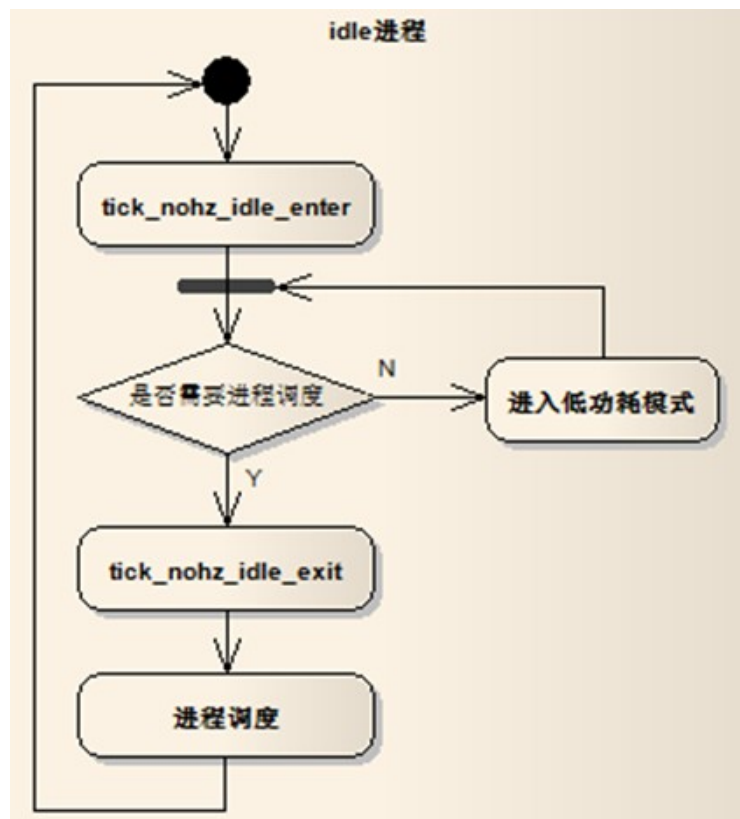 idle进程
tick_nohz_idle_enter
是否需要进程调度
N
进入低功耗模式
Y
tick_nohz_idle_exit
进程调度